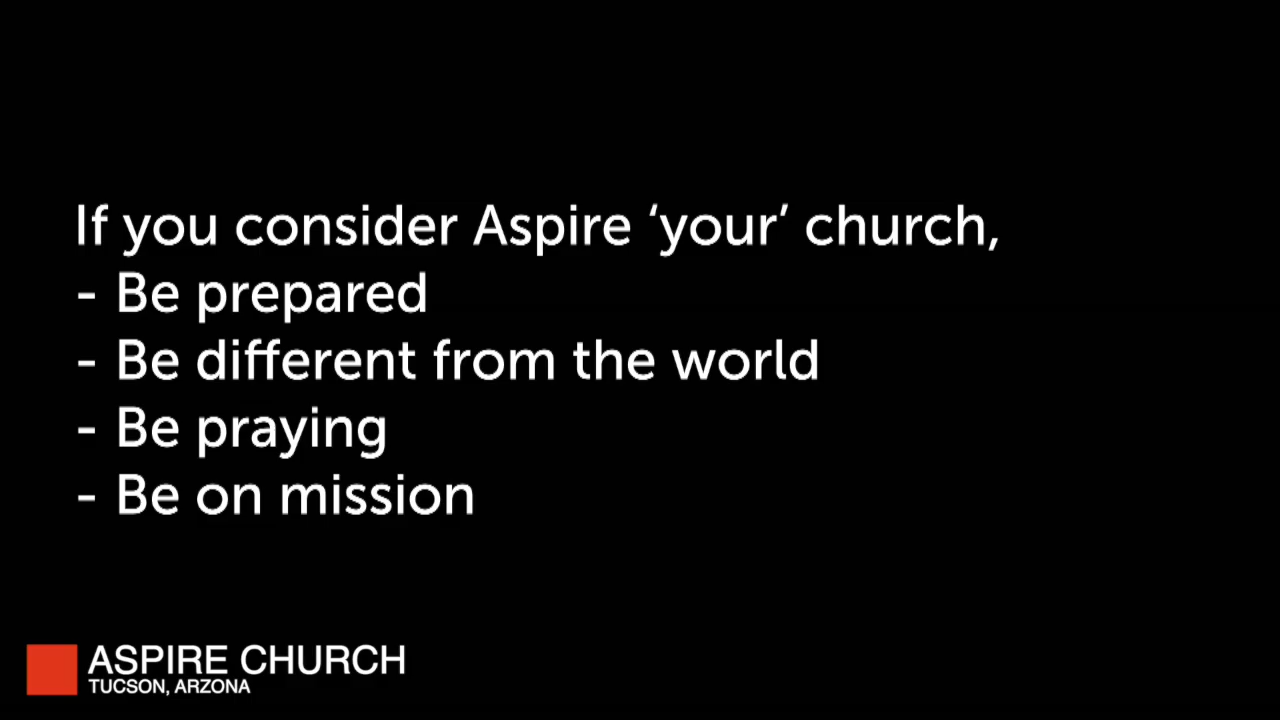 If you consider Aspire ‘your’ church,
- Be prepared
- Be different from the world
- Be praying
- Be on mission
ASPIRE CHURCH
TUCSON, ARZONA